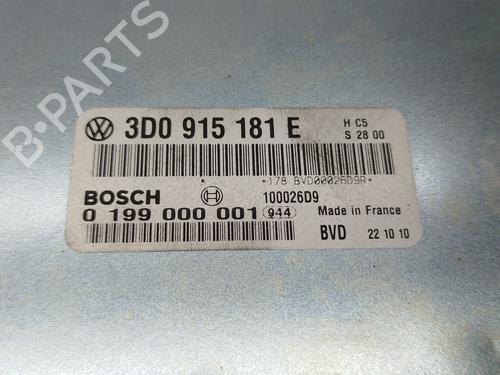 B-PARTS
3D0 915 181 E
H C5
S 28 00
*178 BVD00026D9R*
BOSCH
100026D9
0 199 000 001 944
Made in France
BVD 22 10 10